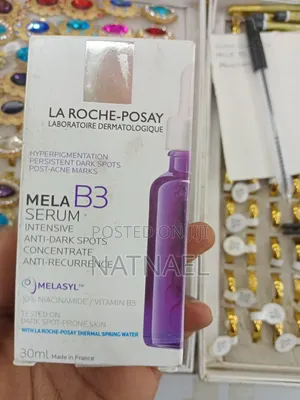 LA ROCHE-POSAY
LABORATOIRE DERMATOLOGIQUE
HYPERPIGMENTATION
PERSISTENT DARK SPOTS
POST-ACNE MARKS
MELA B3
SERUM
INTENSIVE
ANTI-DARK SPOTS
CONCENTRATE
ANTI-RECURRENCE
POSTED ON
NATNAEL
MELASYL™
10% NIACINAMIDE / VITAMIN B3
TESTED ON
DARK SPOT-PRONE SKIN
WITH LA ROCHE-POSAY THERMAL SPRING WATER
30ml Made in France